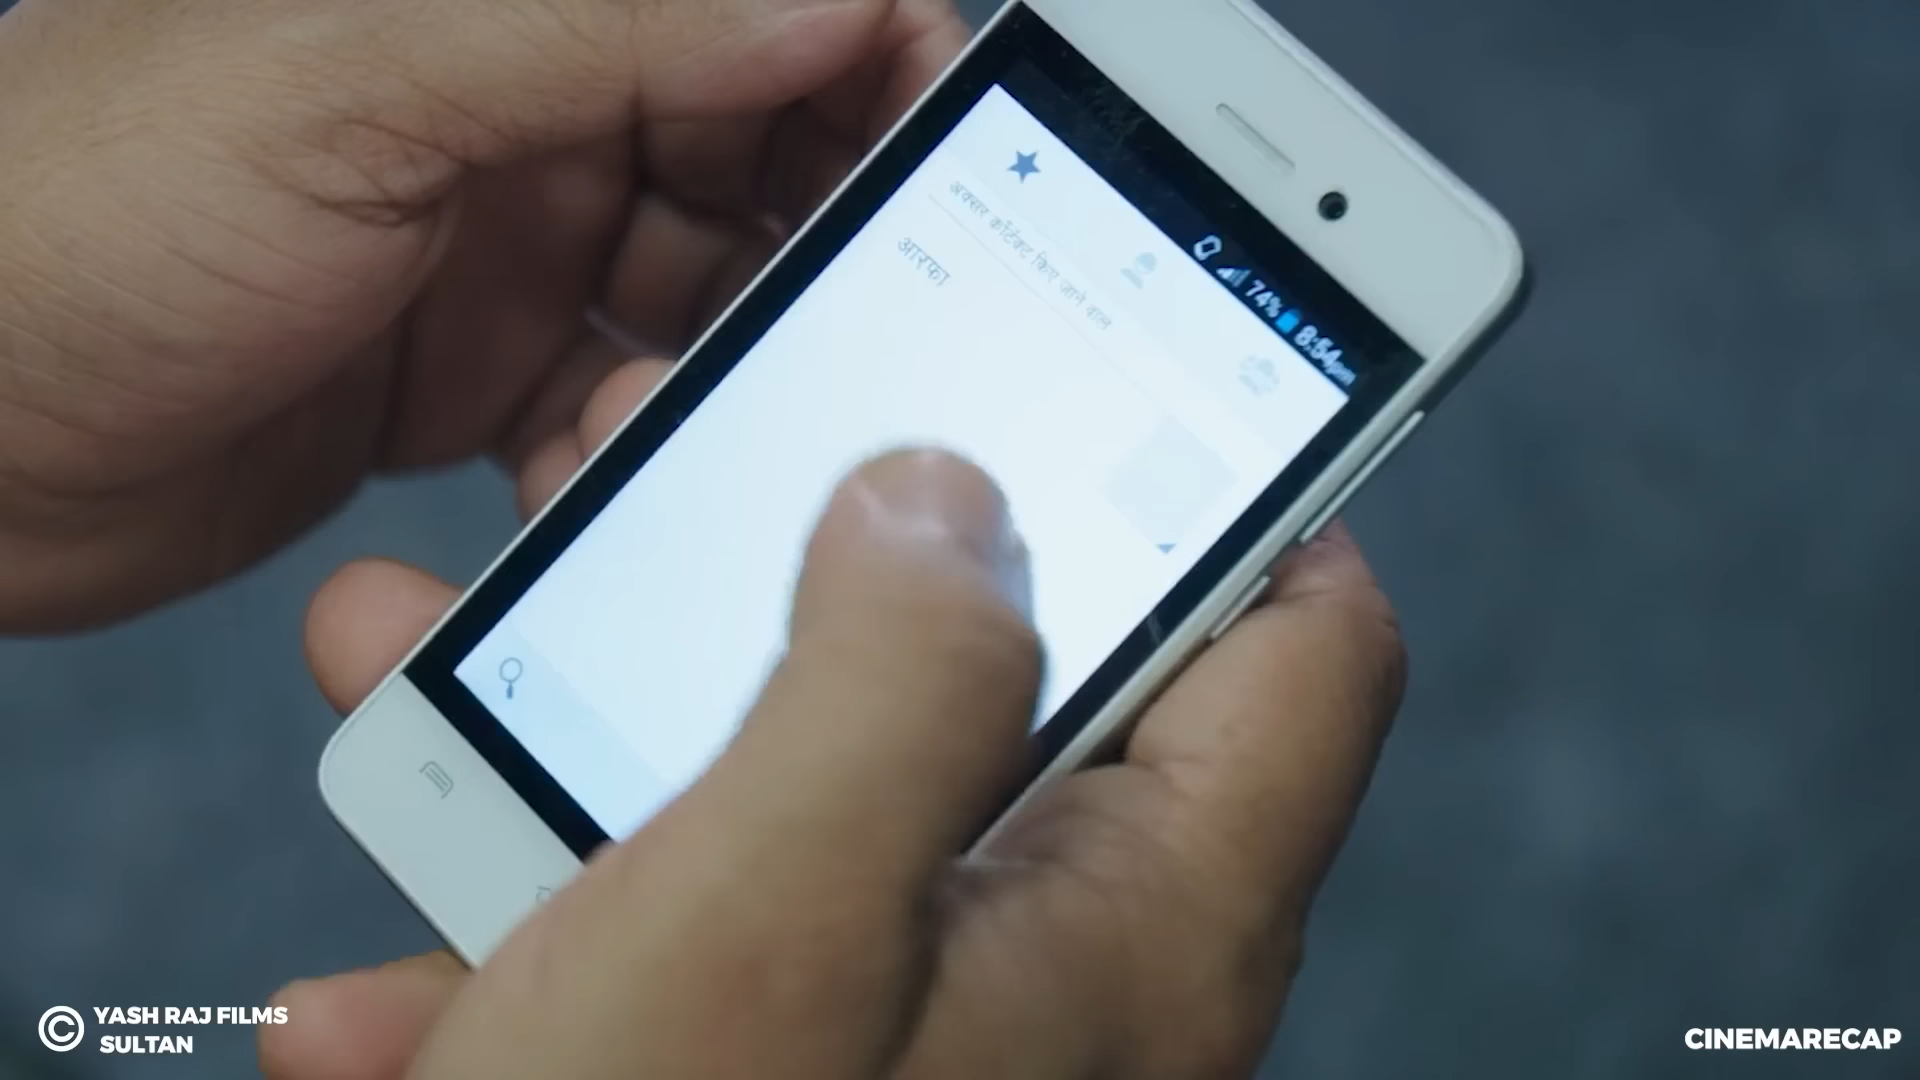 74% 8:54pm
अक्सर कॉंटेक्ट किए जाने वाले
आरफ़ा
© YASH RAJ FILMS
SULTAN
CINEMARECAP